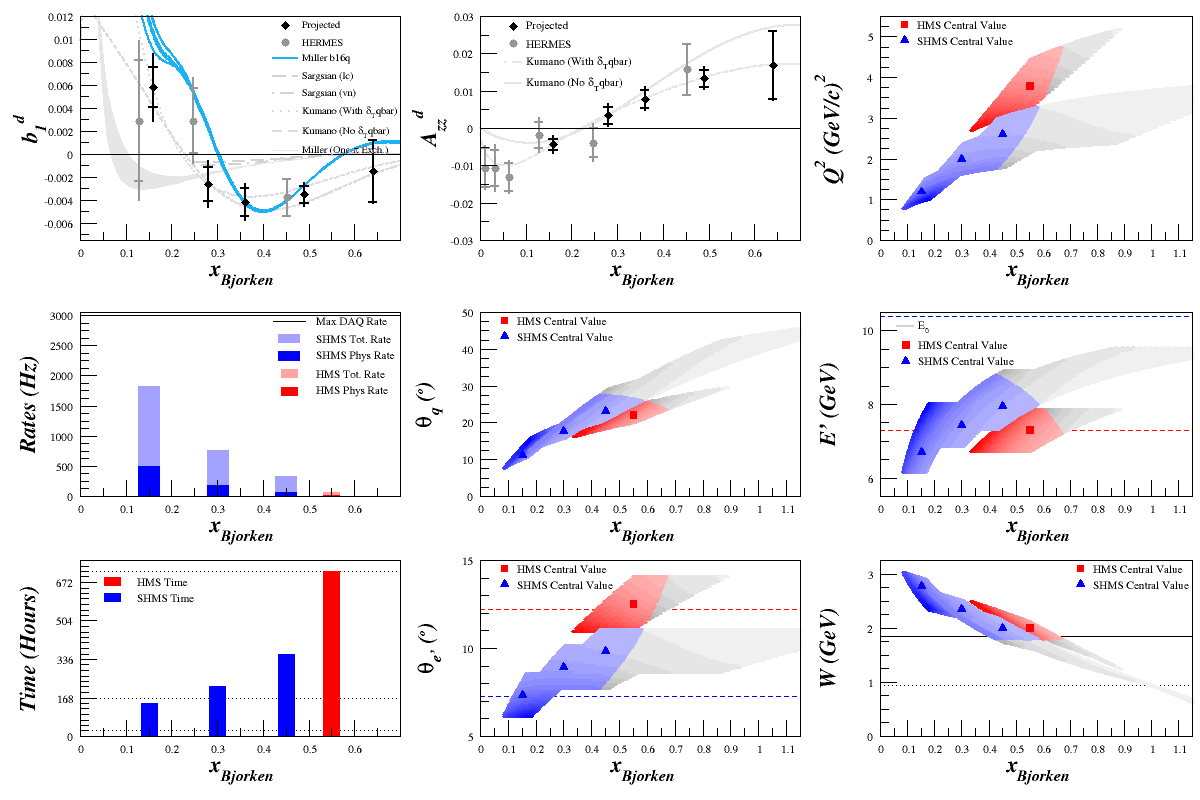 0.012
0.01
0.008
0.006
0.004
0.002
0
-0.002
-0.004
-0.006
b₁ᵈ
Projected
HERMES
Miller b16q
Sargsian (lc)
Sargsian (vn)
Kumano (With δTqbar)
Kumano (No δTqbar)
Miller (One π Exch.)
0 0.1 0.2 0.3 0.4 0.5 0.6
xBjorken
0.03
0.02
0.01
0
-0.01
-0.02
-0.03
Azzᵈ
Projected
HERMES
Kumano (With δTqbar)
Kumano (No δTqbar)
0 0.1 0.2 0.3 0.4 0.5 0.6
xBjorken
5
4
3
2
1
0
Q² (GeV/c)²
HMS Central Value
SHMS Central Value
0 0.1 0.2 0.3 0.4 0.5 0.6 0.7 0.8 0.9 1 1.1
xBjorken
3000
2500
2000
1500
1000
500
0
Rates (Hz)
Max DAQ Rate
SHMS Tot. Rate
SHMS Phys Rate
HMS Tot. Rate
HMS Phys Rate
0 0.1 0.2 0.3 0.4 0.5 0.6
xBjorken
50
40
30
20
10
0
θq (º)
HMS Central Value
SHMS Central Value
0 0.1 0.2 0.3 0.4 0.5 0.6 0.7 0.8 0.9 1 1.1
xBjorken
10
8
6
E' (GeV)
E₀
HMS Central Value
SHMS Central Value
0 0.1 0.2 0.3 0.4 0.5 0.6 0.7 0.8 0.9 1 1.1
xBjorken
672
504
336
168
0
Time (Hours)
HMS Time
SHMS Time
0 0.1 0.2 0.3 0.4 0.5 0.6
xBjorken
15
10
5
θe' (º)
HMS Central Value
SHMS Central Value
0 0.1 0.2 0.3 0.4 0.5 0.6 0.7 0.8 0.9 1 1.1
xBjorken
3
2
1
0
W (GeV)
HMS Central Value
SHMS Central Value
0 0.1 0.2 0.3 0.4 0.5 0.6 0.7 0.8 0.9 1 1.1
xBjorken